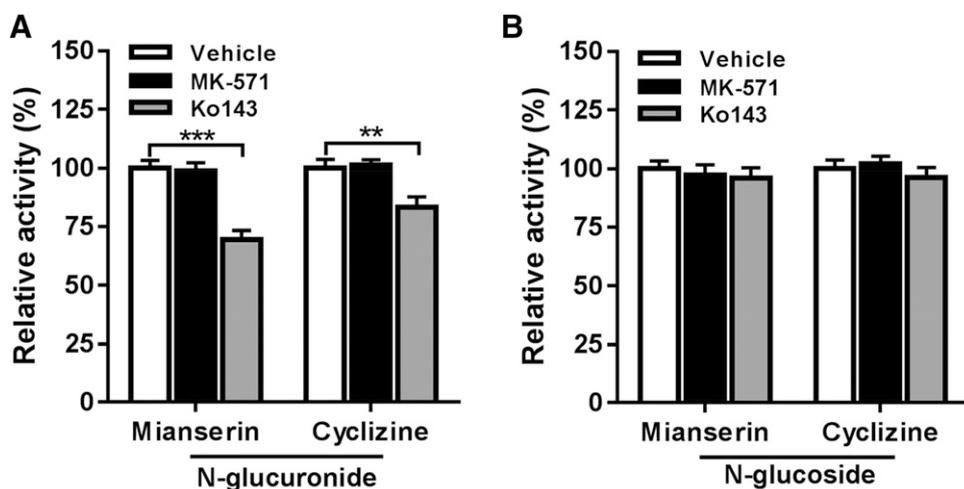 A
150
125
100
75
50
25
0
Relative activity (%)
Vehicle
MK-571
Ko143
***
**
Mianserin Cyclizine
N-glucuronide
B
150
125
100
75
50
25
0
Relative activity (%)
Vehicle
MK-571
Ko143
Mianserin Cyclizine
N-glucoside